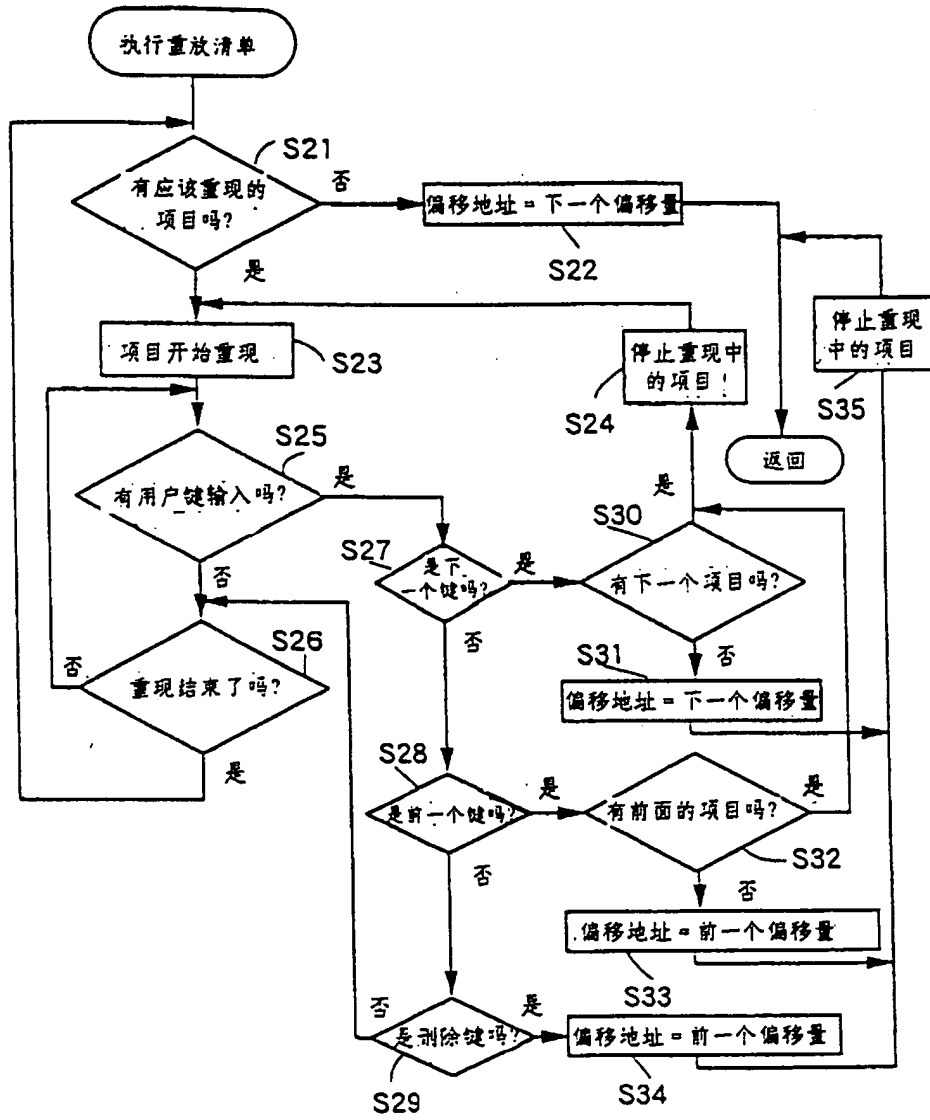 执行重放清单
S21
有应该重现的
项目吗?
否
偏移地址=下一个偏移量
S22
是
项目开始重现
S23
停止重现中
的项目
S24
停止重现
中的项目
S35
返回
S25
有用户键输入吗?
是
否
S27
是下
一个键吗?
是
否
S30
有下一个项目吗?
是
否
S31
偏移地址=下一个偏移量
S26
重现结束了吗?
否
是
S28
是前一个键吗?
是
否
有前面的项目吗?
是
S32
否
偏移地址=前一个偏移量
S33
否
是删除键吗?
是
S29
偏移地址=前一个偏移量
S34